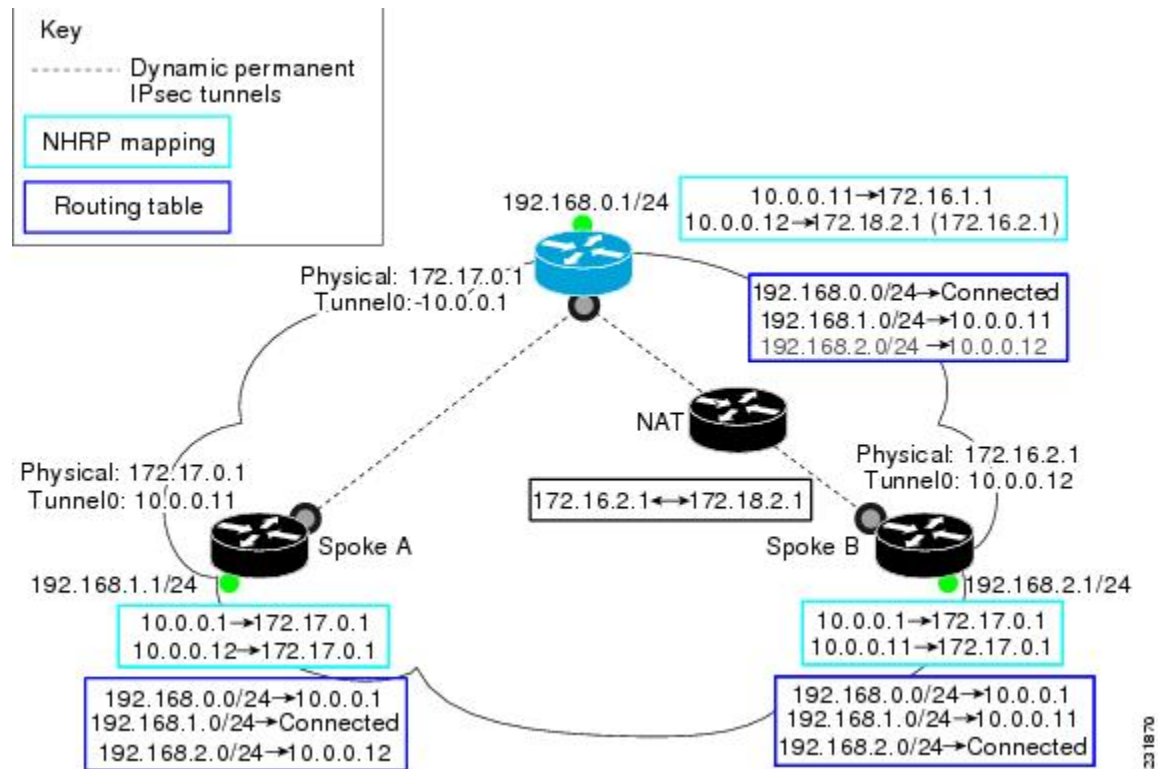 Key
Dynamic permanent
IPsec tunnels
NHRP mapping
Routing table
192.168.0.1/24
10.0.0.11→172.16.1.1
10.0.0.12→172.18.2.1 (172.16.2.1)
Physical: 172.17.0.1
Tunnel0:-10.0.0.1
192.168.0.0/24→Connected
192.168.1.0/24→10.0.0.11
192.168.2.0/24→10.0.0.12
NAT
Physical: 172.17.0.1
Tunnel0: 10.0.0.11
Physical: 172.16.2.1
Tunnel0: 10.0.0.12
172.16.2.1↔172.18.2.1
Spoke A
Spoke B
192.168.1.1/24
192.168.2.1/24
10.0.0.1→172.17.0.1
10.0.0.12→172.17.0.1
10.0.0.1→172.17.0.1
10.0.0.11→172.17.0.1
192.168.0.0/24→10.0.0.1
192.168.1.0/24→Connected
192.168.2.0/24→10.0.0.12
192.168.0.0/24→10.0.0.1
192.168.1.0/24→10.0.0.11
192.168.2.0/24→Connected
231870